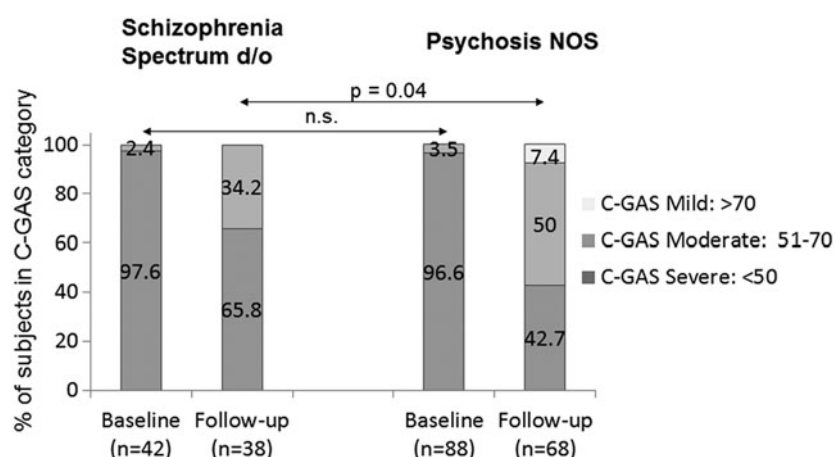 Schizophrenia
Spectrum d/o
Psychosis NOS
p = 0.04
n.s.
% of subjects in C-GAS category
100
80
60
40
20
0
2.4
97.6
34.2
65.8
3.5
96.6
7.4
50
42.7
C-GAS Mild: >70
C-GAS Moderate: 51-70
C-GAS Severe: <50
Baseline
(n=42)
Follow-up
(n=38)
Baseline
(n=88)
Follow-up
(n=68)